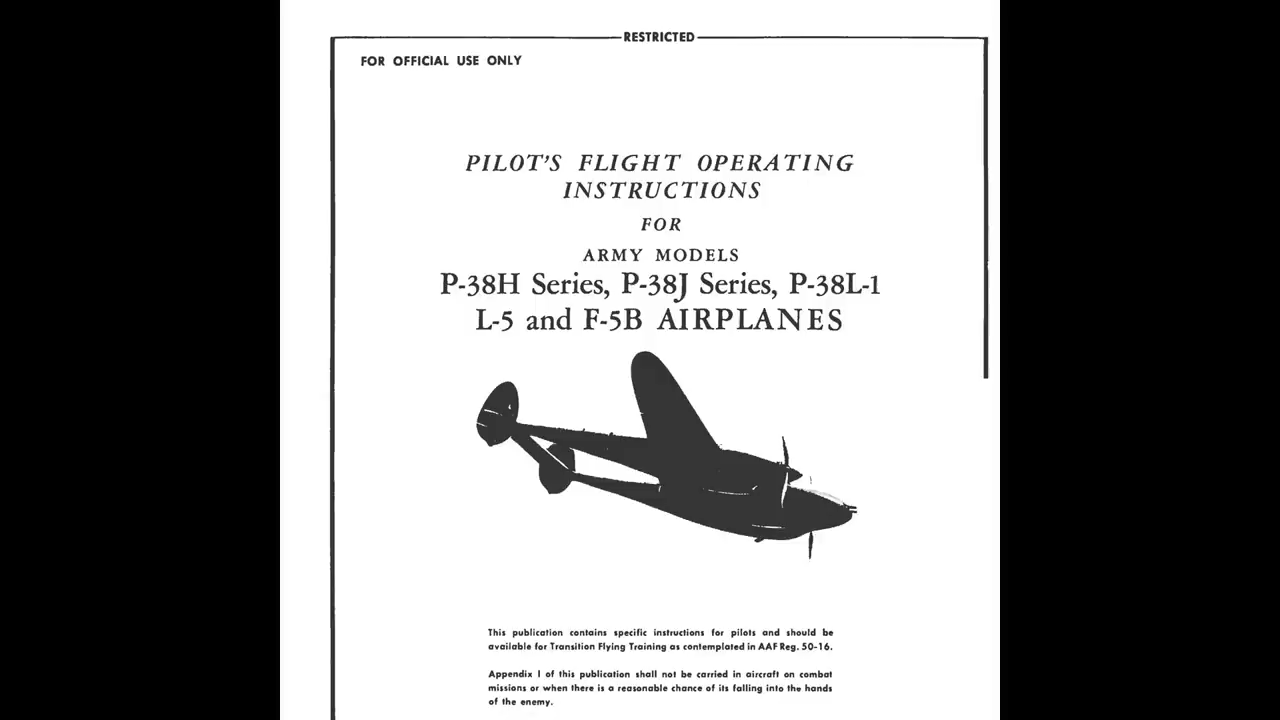 RESTRICTED
FOR OFFICIAL USE ONLY
PILOT'S FLIGHT OPERATING
INSTRUCTIONS
FOR
ARMY MODELS
P-38H Series, P-38J Series, P-38L-1
L-5 and F-5B AIRPLANES
This publication contains specific instructions for pilots and should be
available for Transition Flying Training as contemplated in AAF Reg. 50-16.
Appendix I of this publication shall not be carried in aircraft on combat
missions or when there is a reasonable chance of its falling into the hands
of the enemy.